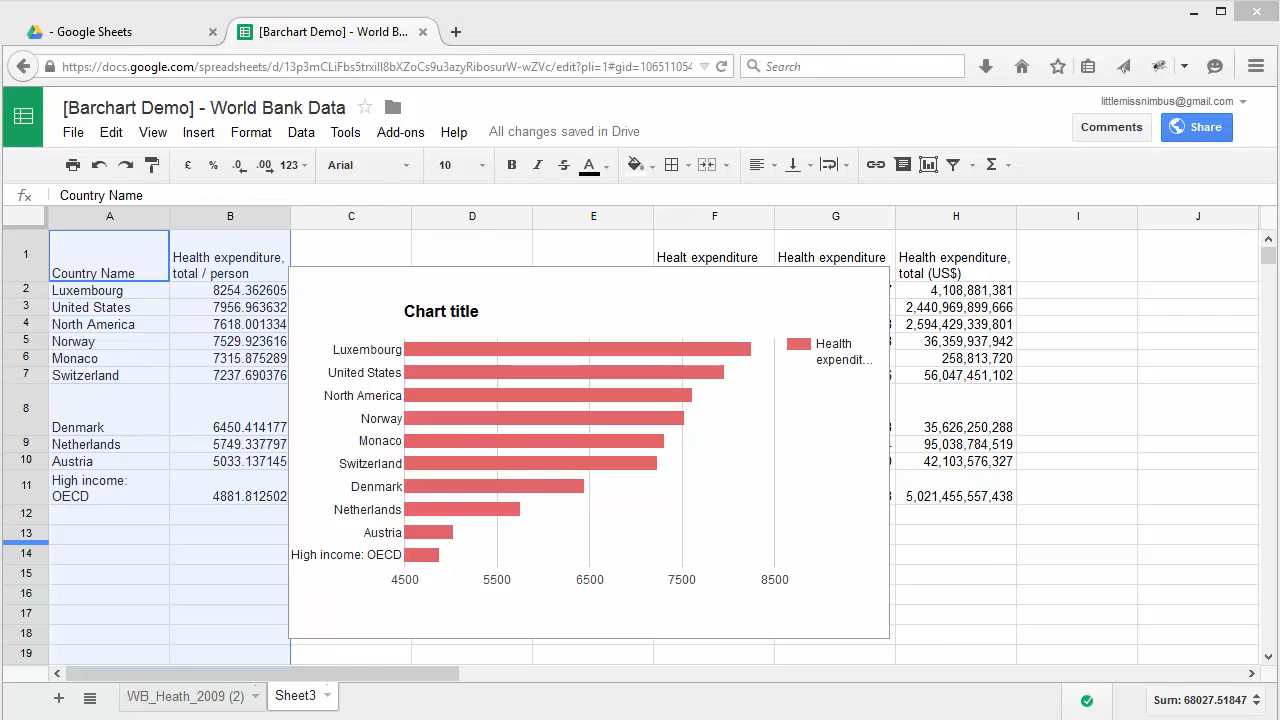 - Google Sheets
[Barchart Demo] - World B...
https://docs.google.com/spreadsheets/d/13p3mCLiFbs5trxill8bXZoCs9u3azyRibosurW-wZVc/edit?pli=1#gid=106511054
Search
[Barchart Demo] - World Bank Data
littlemissnimbus@gmail.com
File Edit View Insert Format Data Tools Add-ons Help All changes saved in Drive
Comments
Share
£ % .0 .00 123 Arial 10 B I S A Σ
fx Country Name
A B C D E F G H I J
1 Country Name Health expenditure, total / person Healt expenditure Health expenditure Health expenditure, total (US$)
2 Luxembourg 8254.362605 4,108,881,381
3 United States 7956.963632 2,440,969,899,666
4 North America 7618.001334 2,594,429,339,801
5 Norway 7529.923616 36,359,937,942
6 Monaco 7315.875289 258,813,720
7 Switzerland 7237.690376 56,047,451,102
8 Denmark 6450.414177 35,626,250,288
9 Netherlands 5749.337797 95,038,784,519
10 Austria 5033.137145 42,103,576,327
11 High income: OECD 4881.812502 5,021,455,557,438
12
13
14
15
16
17
18
19
Chart title
Luxembourg
United States
North America
Norway
Monaco
Switzerland
Denmark
Netherlands
Austria
High income: OECD
4500 5500 6500 7500 8500
Health
expendit...
WB_Heath_2009 (2) Sheet3
Sum: 68027.51847